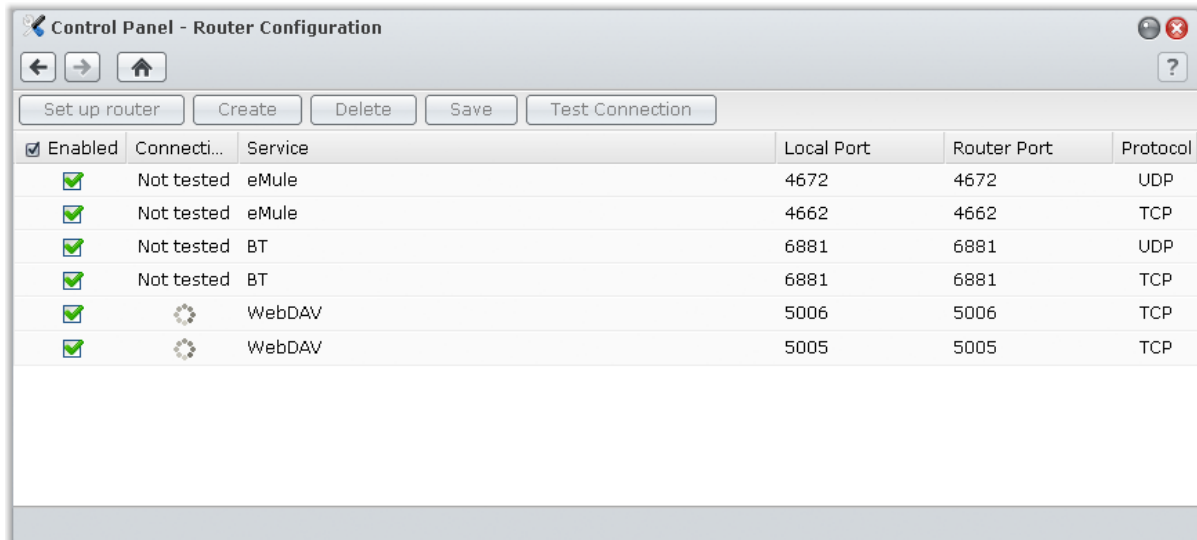 Control Panel - Router Configuration
?
Set up router Create Delete Save Test Connection
Enabled Connecti... Service Local Port Router Port Protocol
Not tested eMule 4672 4672 UDP
Not tested eMule 4662 4662 TCP
Not tested BT 6881 6881 UDP
Not tested BT 6881 6881 TCP
WebDAV 5006 5006 TCP
WebDAV 5005 5005 TCP